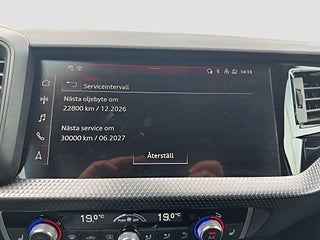 14:13
Serviceintervall
Nästa oljebyte om
22800 km / 12.2026
Nästa service om
30000 km / 06.2027
Återställ
19.0°C
19.0°C